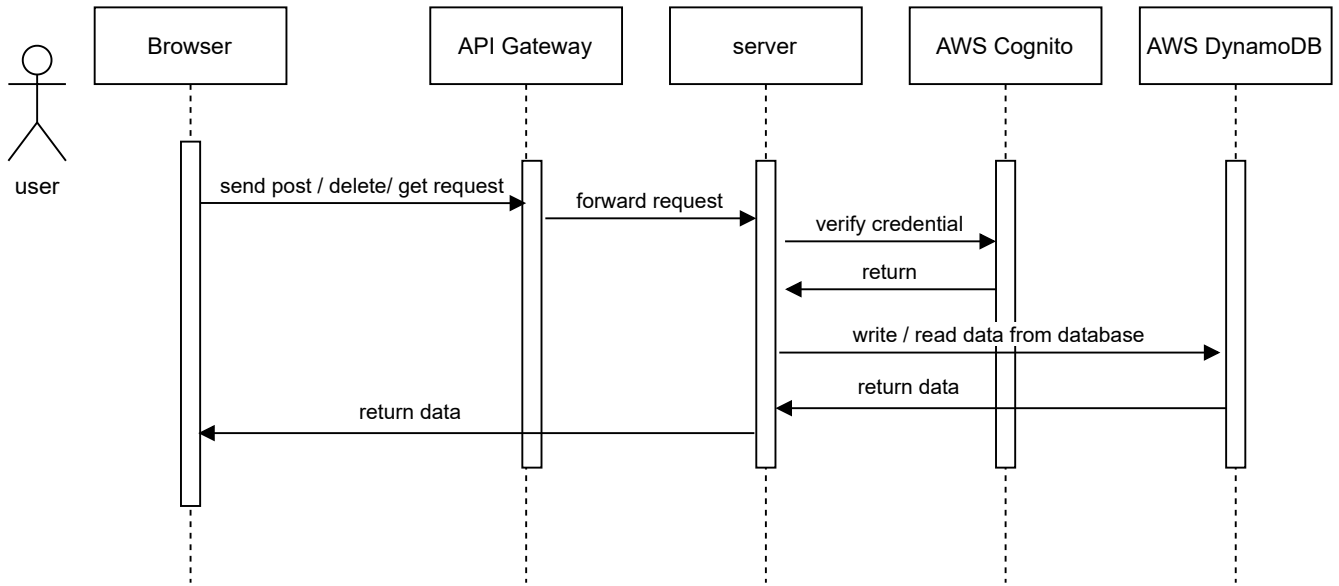 Browser
API Gateway
server
AWS Cognito
AWS DynamoDB
user
send post / delete/ get request
forward request
verify credential
return
write / read data from database
return data
return data